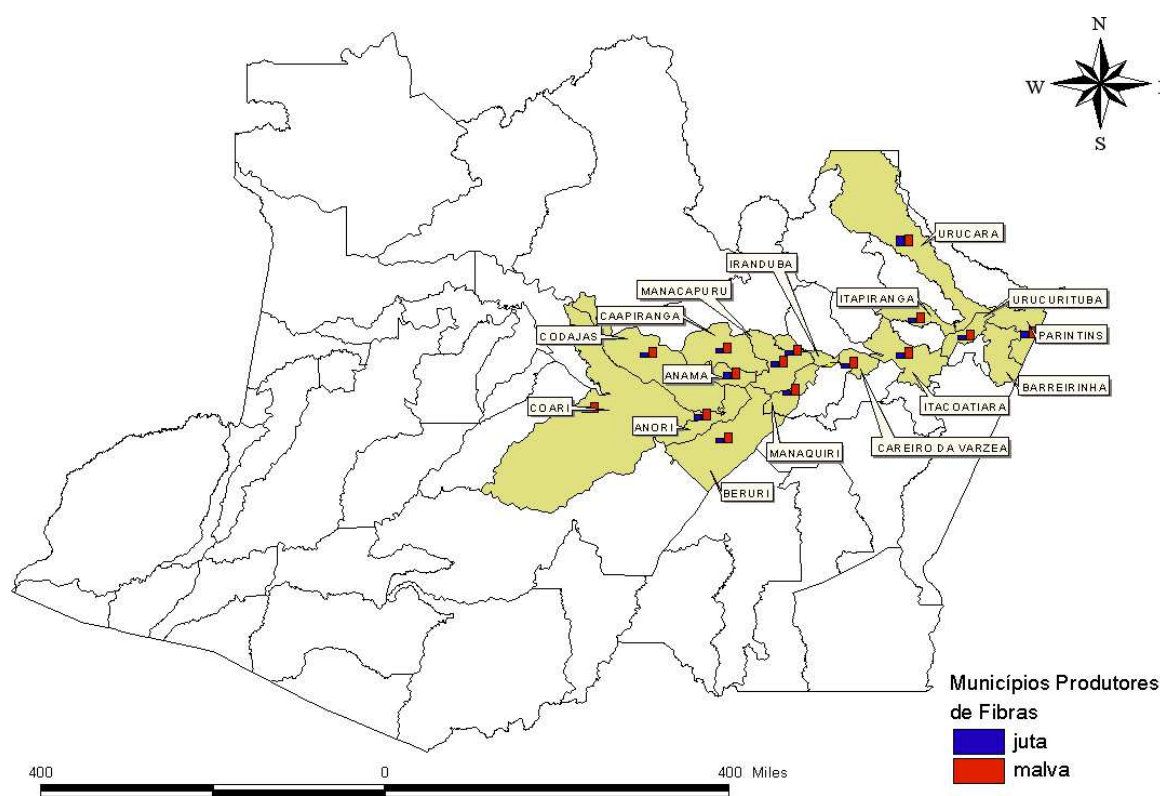 N
W
S
URUCARA
IRANDUBA
MANACAPURU
ITAPIRANGA
URUCURITUBA
CAAPIRANGA
CODAJAS
PARINTINS
ANAMA
BARREIRINHA
COARI
ITACOATIARA
ANORI
MANAQUIRI
CAREIRO DA VARZEA
BERURI
Municípios Produtores
de Fibras
juta
malva
400 0 400 Miles